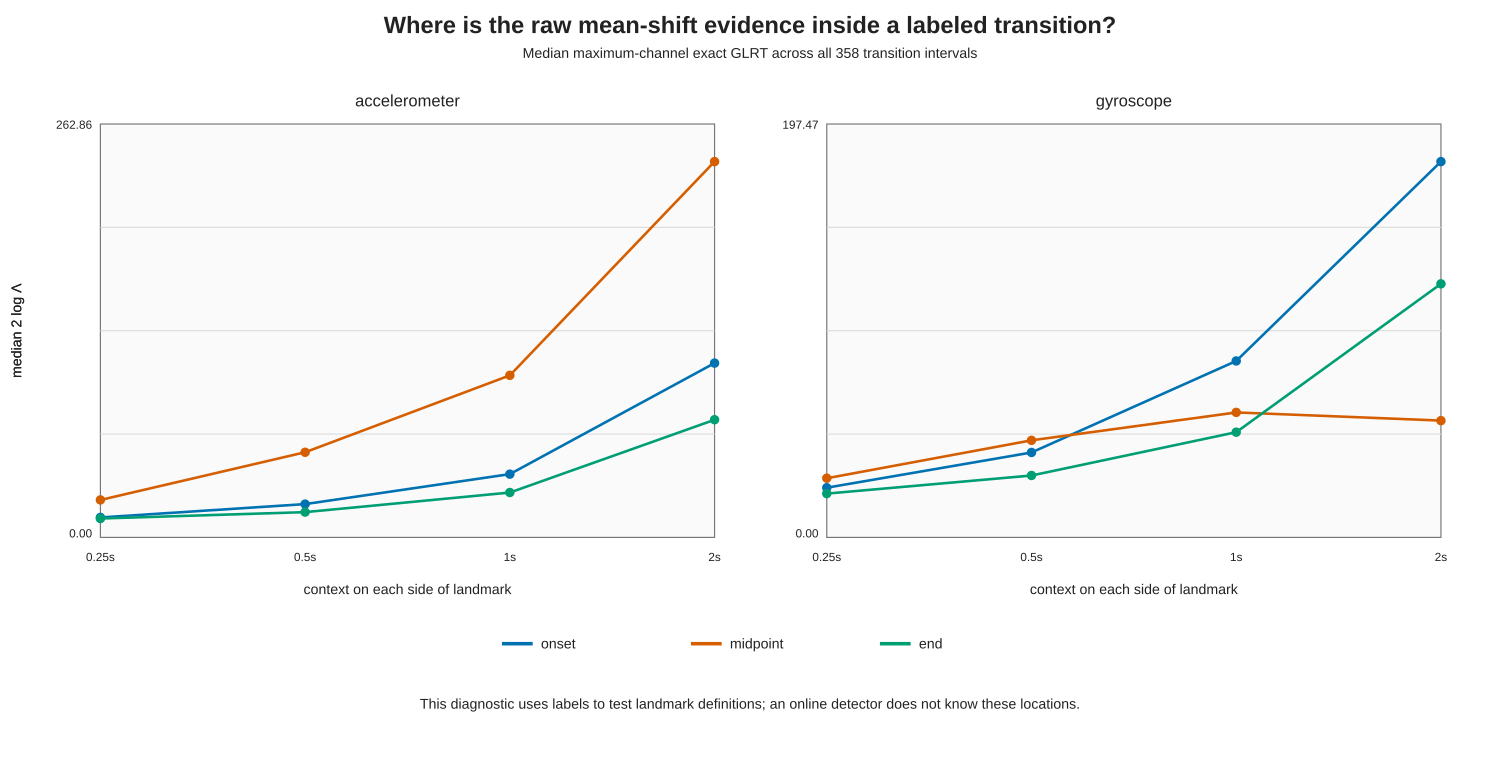 Where is the raw mean-shift evidence inside a labeled transition?
Median maximum-channel exact GLRT across all 358 transition intervals
accelerometer
262.86
0.00
0.25s
0.5s
1s
2s
context on each side of landmark
median 2 log Λ
gyroscope
197.47
0.00
0.25s
0.5s
1s
2s
context on each side of landmark
onset
midpoint
end
This diagnostic uses labels to test landmark definitions; an online detector does not know these locations.